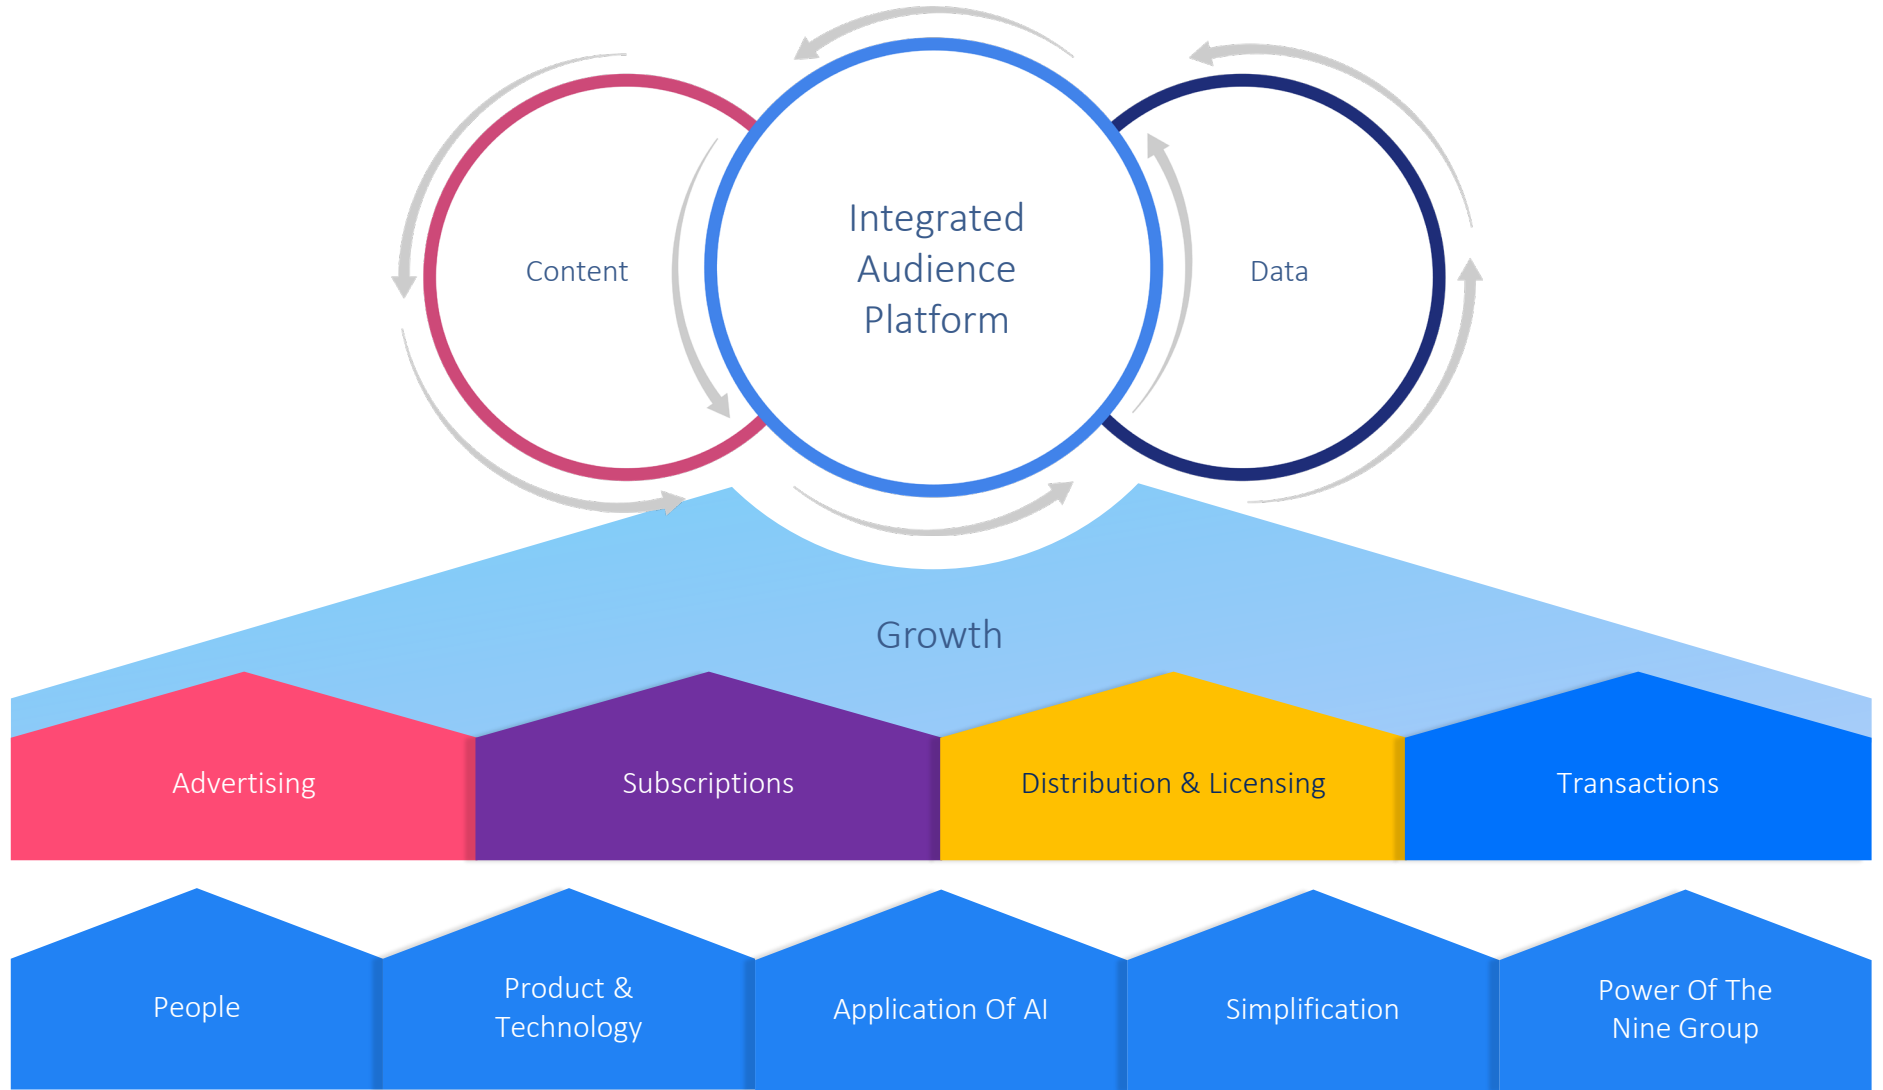 Content
Integrated
Audience
Platform
Data
Growth
Advertising
Subscriptions
Distribution & Licensing
Transactions
People
Product &
Technology
Application Of AI
Simplification
Power Of The
Nine Group